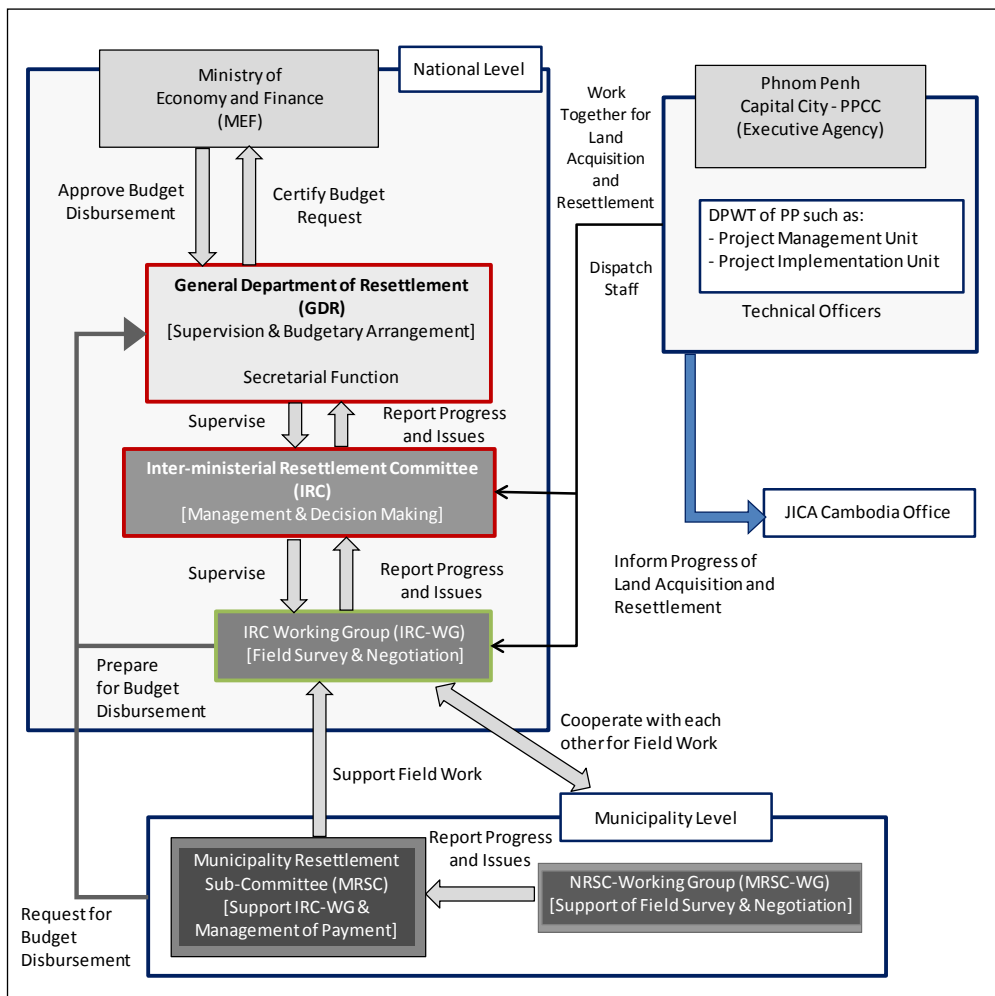 Ministry of
Economy and Finance
(MEF)
National Level
Work
Together for
Land
Acquisition
and
Resettlement
Phnom Penh
Capital City - PPCC
(Executive Agency)
Approve Budget
Disbursement
Certify Budget
Request
DPWT of PP such as:
- Project Management Unit
- Project Implementation Unit
Technical Officers
Dispatch
Staff
General Department of Resettlement
(GDR)
[Supervision & Budgetary Arrangement]
Secretarial Function
Supervise
Report Progress
and Issues
Inter-ministerial Resettlement Committee
(IRC)
[Management & Decision Making]
JICA Cambodia Office
Supervise
Report Progress
and Issues
Inform Progress of
Land Acquisition and
Resettlement
IRC Working Group (IRC-WG)
[Field Survey & Negotiation]
Prepare
for Budget
Disbursement
Cooperate with each
other for Field Work
Support Field Work
Municipality Level
Report Progress
and Issues
Municipality Resettlement
Sub-Committee (MRSC)
[Support IRC-WG &
Management of Payment]
NRSC-Working Group (MRSC-WG)
[Support of Field Survey & Negotiation]
Request for
Budget
Disbursement